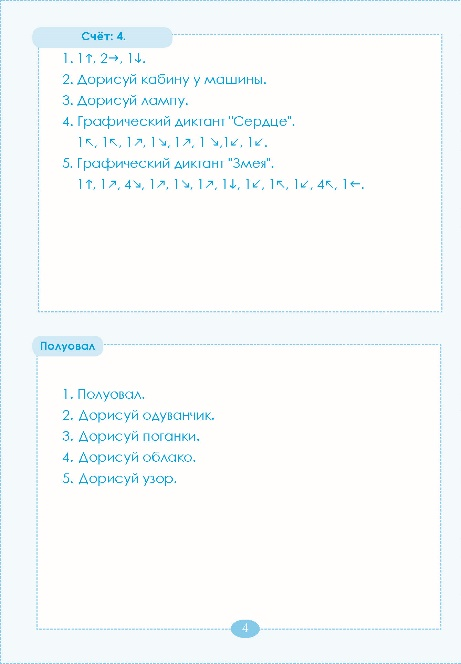 Счёт: 4.
1. 1↑, 2→, 1↓.
2. Дорисуй кабину у машины.
3. Дорисуй лампу.
4. Графический диктант "Сердце".
1↖, 1↖, 1↗, 1↘, 1↗, 1↘,1↙, 1↙.
5. Графический диктант "Змея".
1↑, 1↗, 4↘, 1↗, 1↘, 1↗, 1↓, 1↙, 1↖, 1↙, 4↖, 1←.
Полуовал
1. Полуовал.
2. Дорисуй одуванчик.
3. Дорисуй поганки.
4. Дорисуй облако.
5. Дорисуй узор.
4